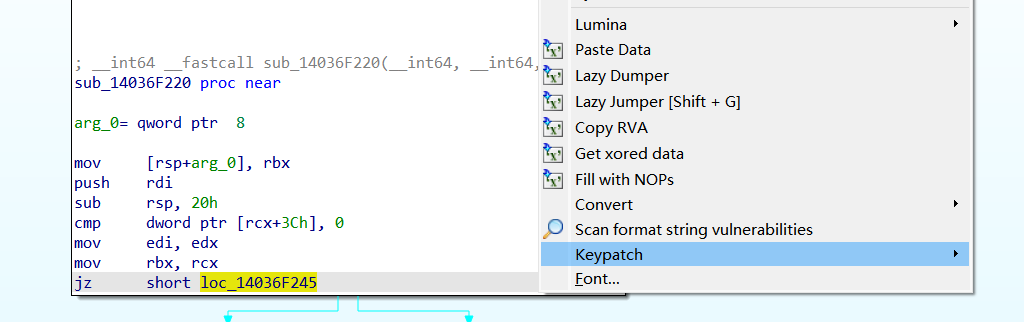 ; __int64 __fastcall sub_14036F220(__int64, __int64,
sub_14036F220 proc near
arg_0= qword ptr  8
mov     [rsp+arg_0], rbx
push    rdi
sub     rsp, 20h
cmp     dword ptr [rcx+3Ch], 0
mov     edi, edx
mov     rbx, rcx
jz      short loc_14036F245
Lumina
Paste Data
Lazy Dumper
Lazy Jumper [Shift + G]
Copy RVA
Get xored data
Fill with NOPs
Convert
Scan format string vulnerabilities
Keypatch
Font...